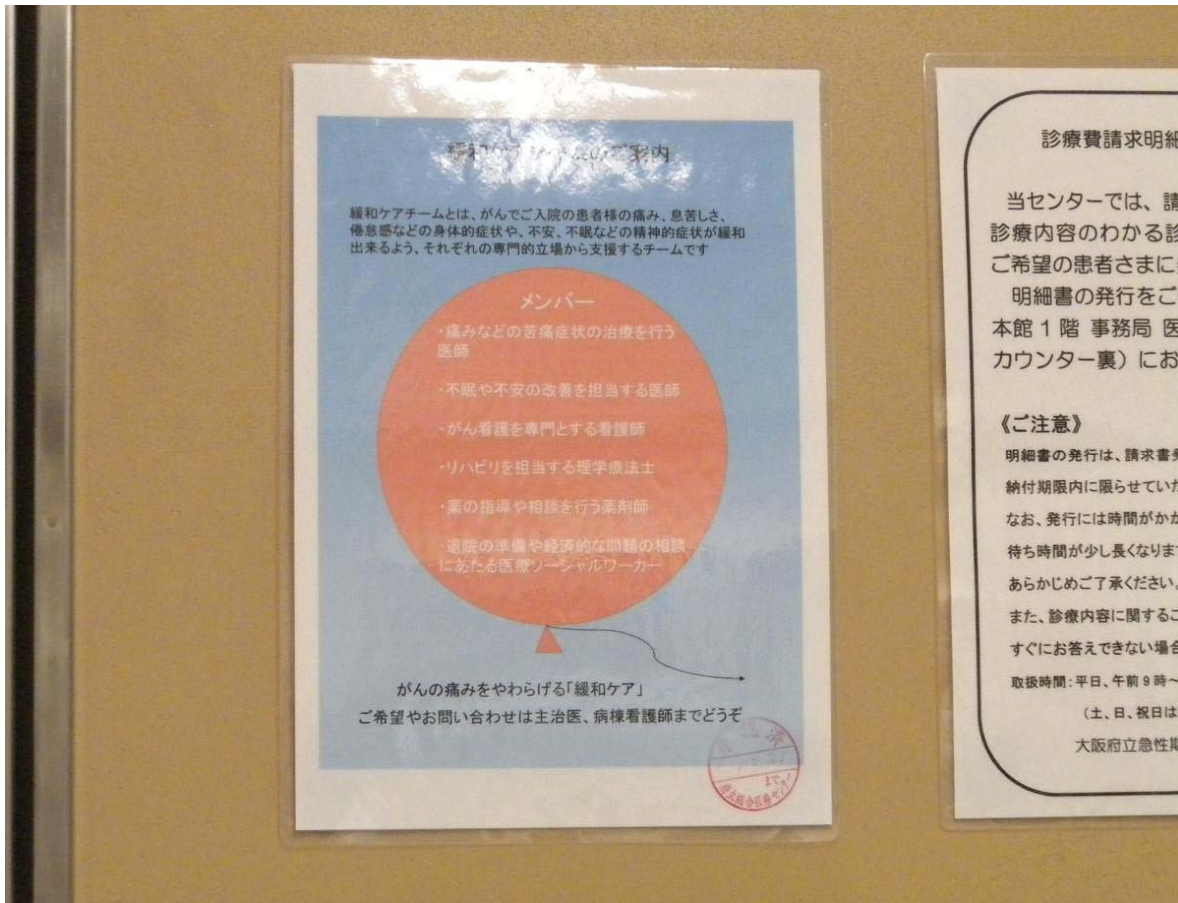 緩和ケアチームのご案内
緩和ケアチームとは、がんでご入院の患者様の痛み、息苦しさ、
倦怠感などの身体的症状や、不安、不眠などの精神的症状が緩和
出来るよう、それぞれの専門的立場から支援するチームです
メンバー
・痛みなどの苦痛症状の治療を行う
医師
・不眠や不安の改善を担当する医師
・がん看護を専門とする看護師
・リハビリを担当する理学療法士
・薬の指導や相談を行う薬剤師
・退院の準備や経済的な問題の相談
にあたる医療ソーシャルワーカー
がんの痛みをやわらげる「緩和ケア」
ご希望やお問い合わせは主治医、病棟看護師までどうぞ
済
まで
診療費請求明細
当センターでは、請
診療内容のわかる診
ご希望の患者さまに
明細書の発行をご
本館1階 事務局 医
カウンター裏）にお
《ご注意》
明細書の発行は、請求書発
納付期限内に限らせていた
なお、発行には時間がかか
待ち時間が少し長くなりま
あらかじめご了承ください。
また、診療内容に関するこ
すぐにお答えできない場合
取扱時間：平日、午前9時～
（土、日、祝日は
大阪府立急性期